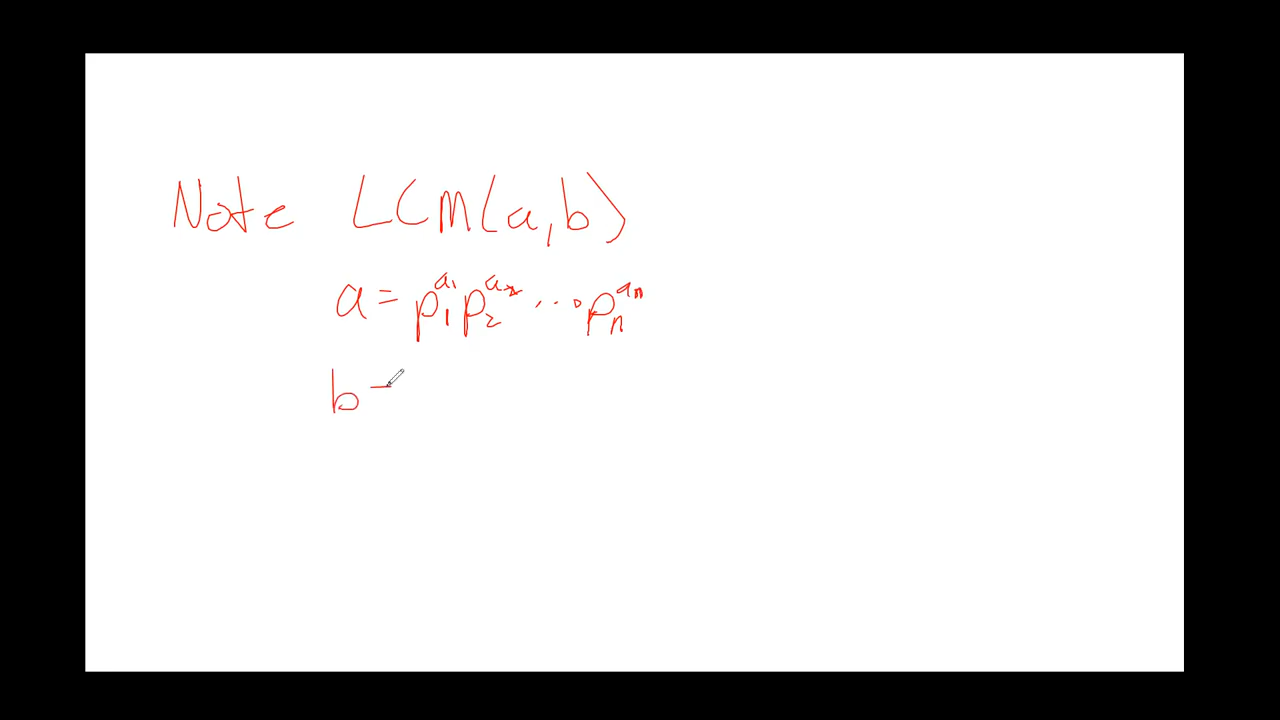 Note LCM(a,b)
a = p₁^a₁ p₂^a₂ ... pₙ^aₙ
b -